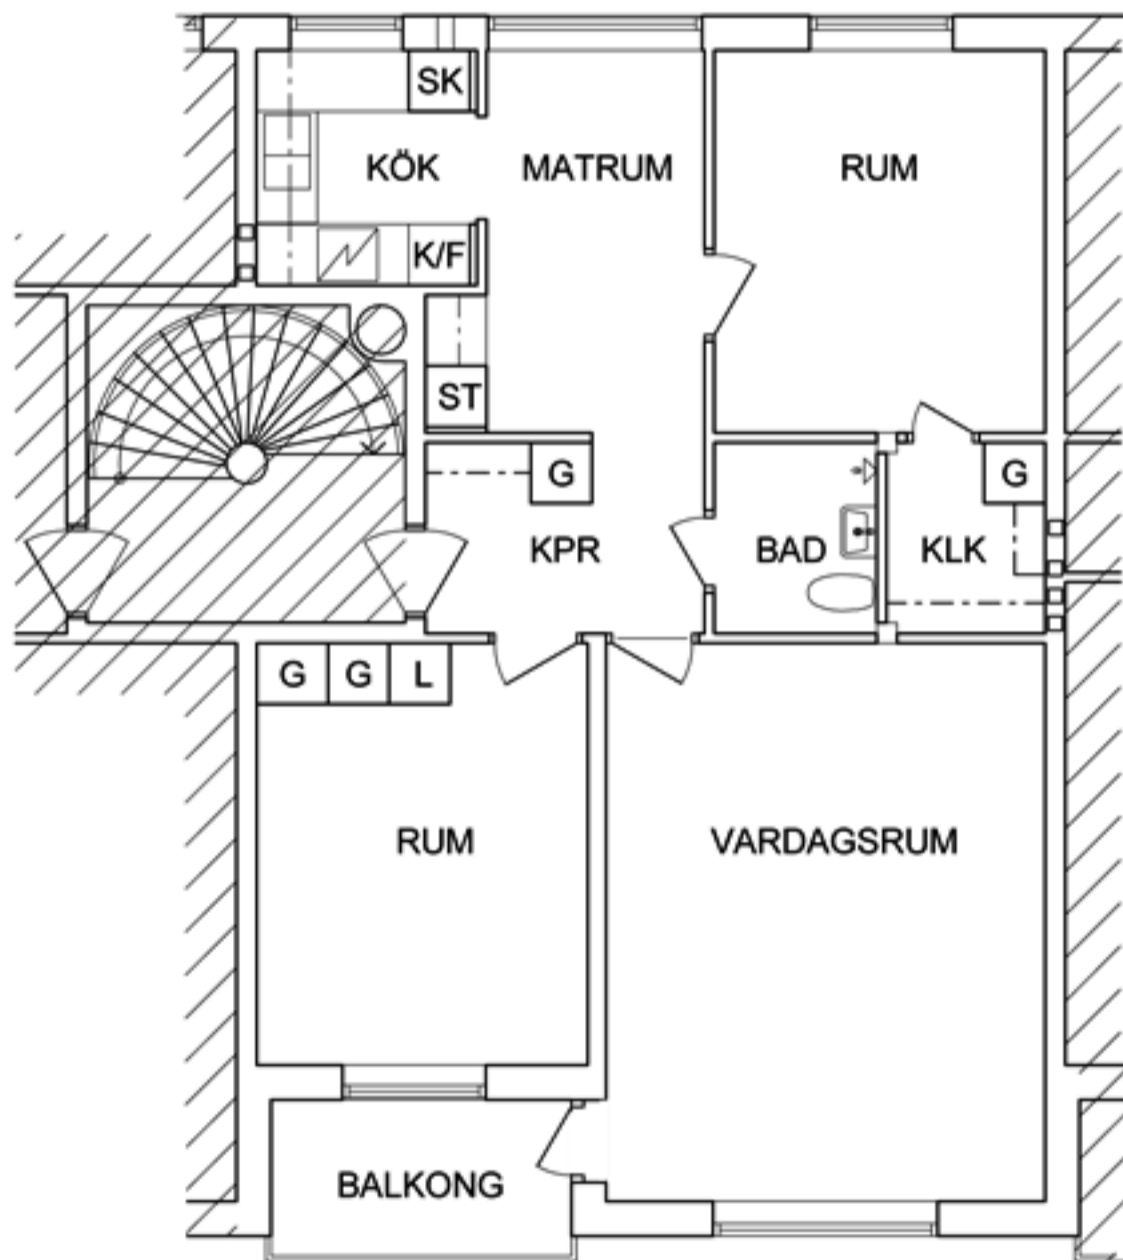 SK
KÖK
MATRUM
RUM
K/F
ST
G
G
KPR
BAD
KLK
G
G
L
RUM
VARDAGSRUM
BALKONG